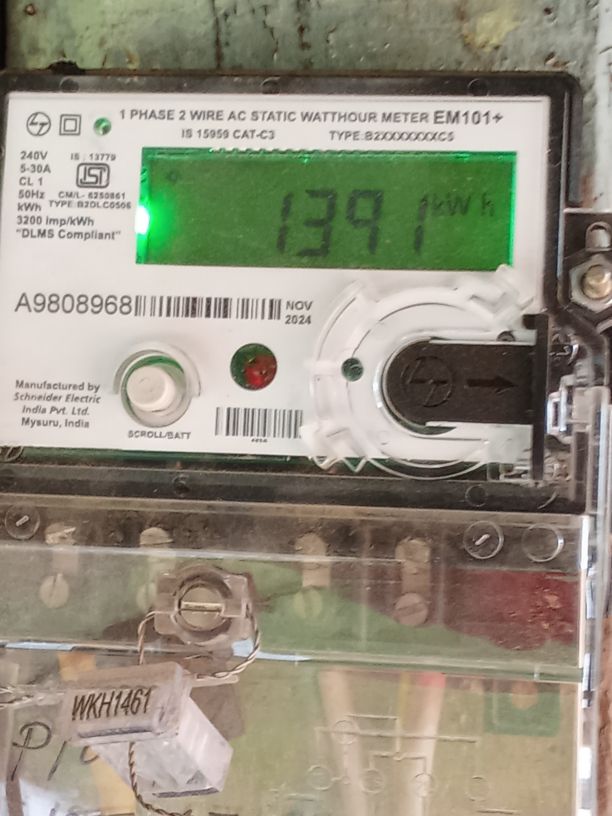 1 PHASE 2 WIRE AC STATIC WATTHOUR METER EM101+
IS 15959 CAT-C3 TYPE:B2XXXXXXXC5
240V
5-30A
CL 1
50Hz
kWh
3200 imp/kWh
"DLMS Compliant"
IS : 13779
ISI
CM/L- 6250861
TYPE: B2DLC0506
1391 kWh
A9808968
NOV
2024
Manufactured by
Schneider Electric
India Pvt. Ltd.
Mysuru, India
SCROLL/BATT
WKH1461